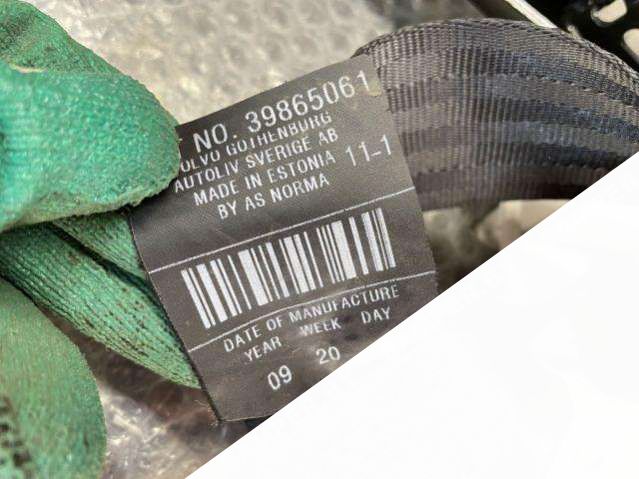 NO. 39865061
OLVO GOTHENBURG
AUTOLIV SVERIGE AB
MADE IN ESTONIA 11-1
BY AS NORMA
DATE OF MANUFACTURE
YEAR WEEK DAY
09 20